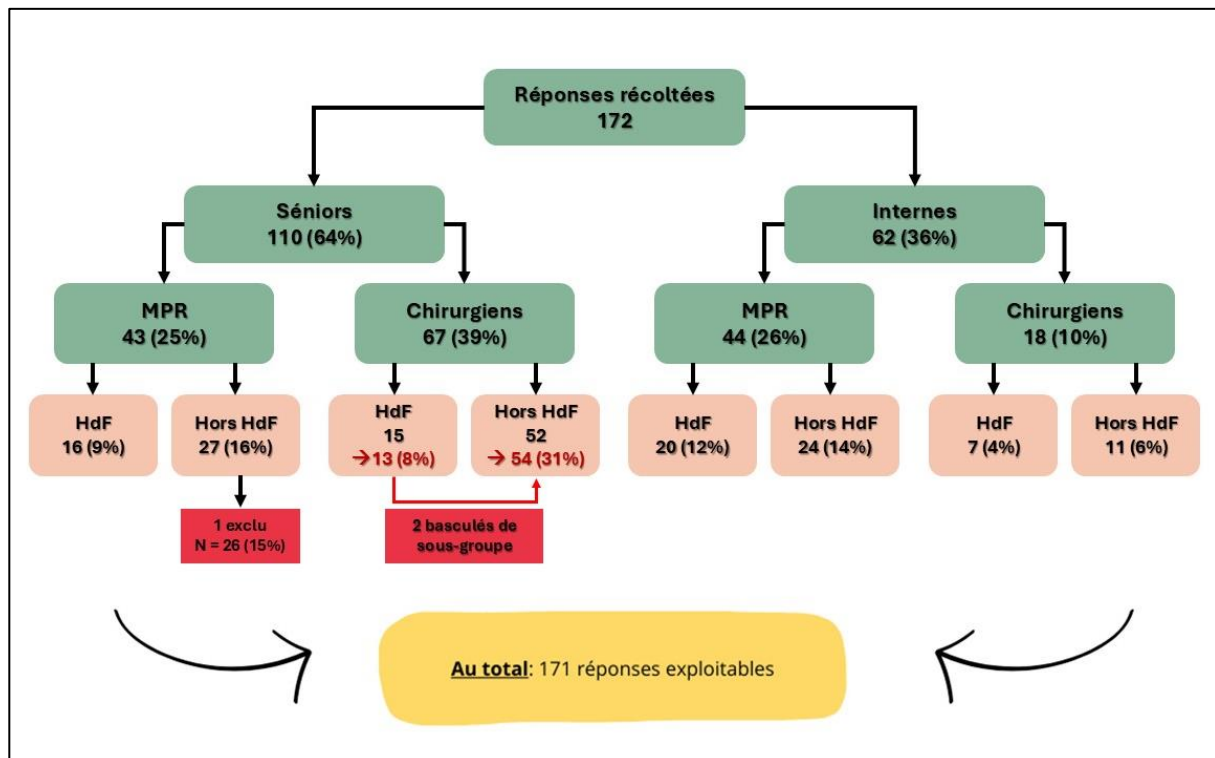 Réponses récoltées
172
Séniors
110 (64%)
Internes
62 (36%)
MPR
43 (25%)
Chirurgiens
67 (39%)
MPR
44 (26%)
Chirurgiens
18 (10%)
HdF
16 (9%)
Hors HdF
27 (16%)
HdF
15
→13 (8%)
Hors HdF
52
→ 54 (31%)
HdF
20 (12%)
Hors HdF
24 (14%)
HdF
7 (4%)
Hors HdF
11 (6%)
1 exclu
N = 26 (15%)
2 basculés de
sous-groupe
Au total: 171 réponses exploitables